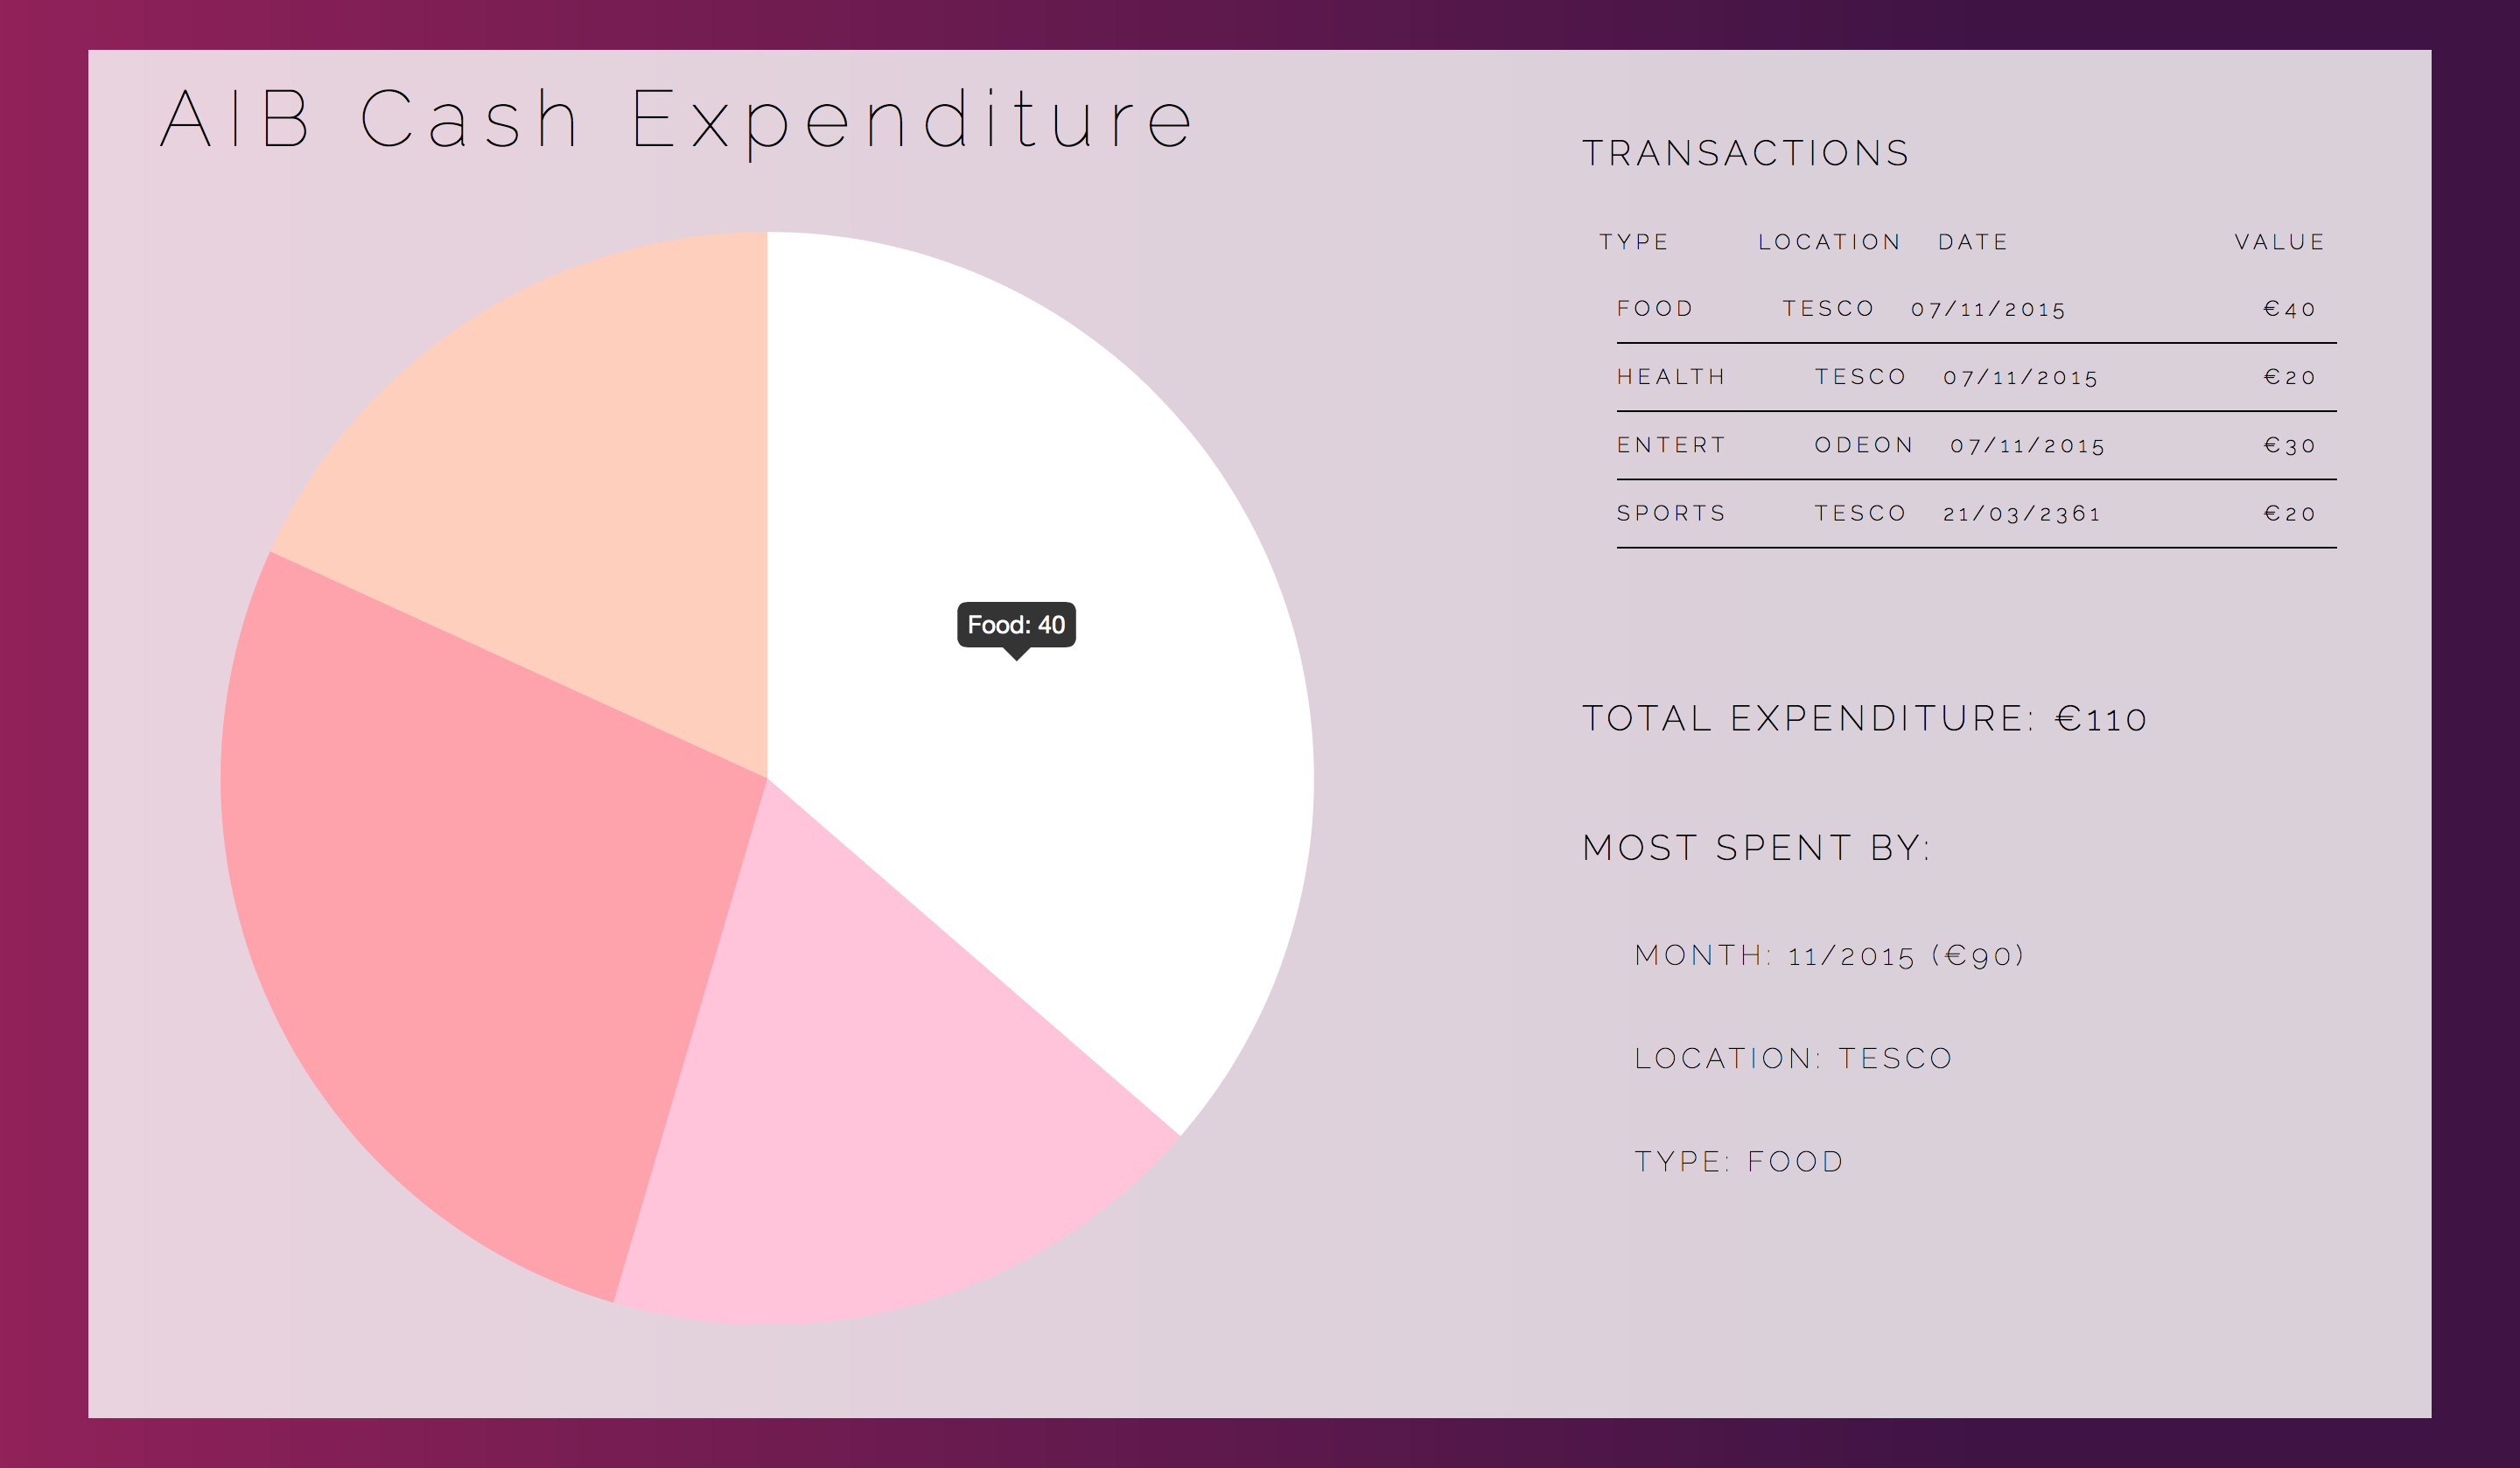 AIB Cash Expenditure
Food: 40
TRANSACTIONS
TYPE LOCATION DATE VALUE
FOOD TESCO 07/11/2015 €40
HEALTH TESCO 07/11/2015 €20
ENTERT ODEON 07/11/2015 €30
SPORTS TESCO 21/03/2361 €20
TOTAL EXPENDITURE: €110
MOST SPENT BY:
MONTH: 11/2015 (€90)
LOCATION: TESCO
TYPE: FOOD